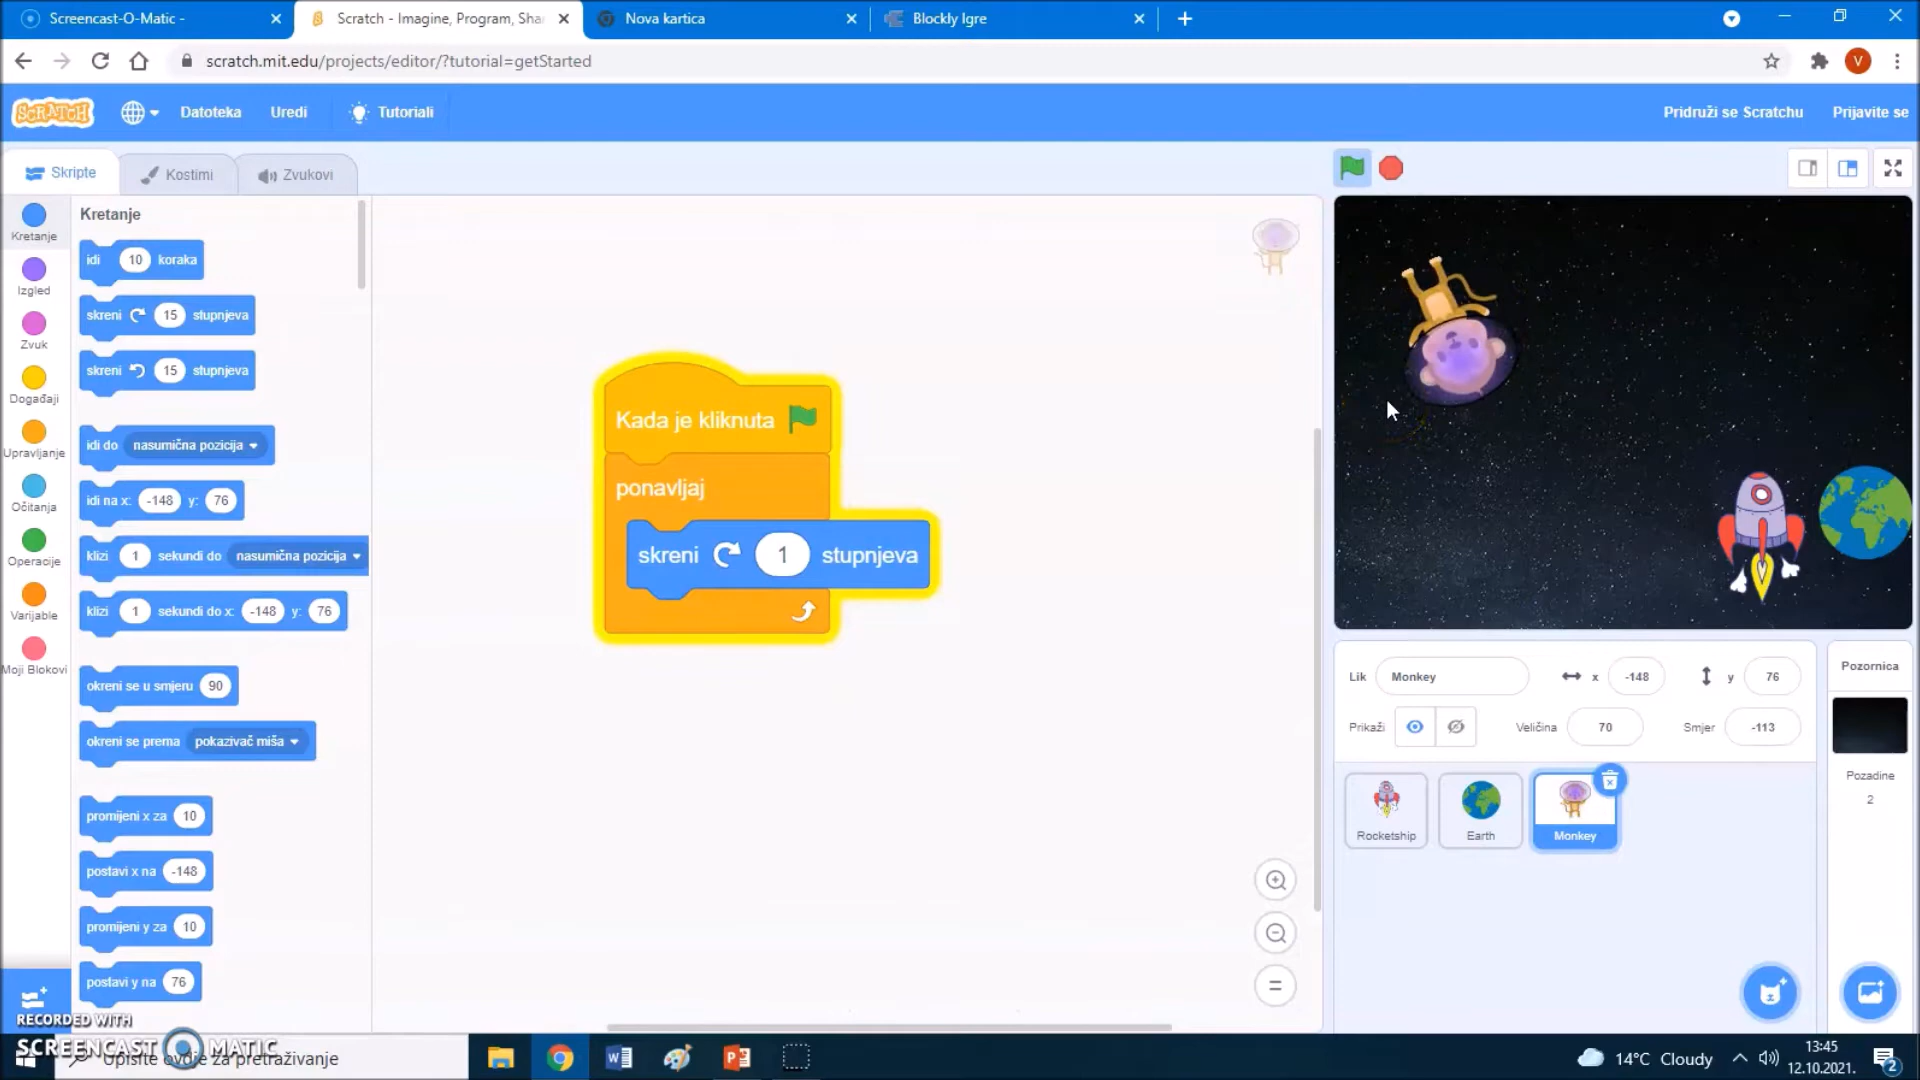 Screencast-O-Matic -
Scratch - Imagine, Program, Sha
Nova kartica
Blockly Igre
scratch.mit.edu/projects/editor/?tutorial=getStarted
V
SCRATCH
Datoteka
Uredi
Tutoriali
Pridruži se Scratchu
Prijavite se
Skripte
Kostimi
Zvukovi
Kretanje
Izgled
Zvuk
Događaji
Upravljanje
Očitanja
Operacije
Varijable
Moji Blokovi
Kretanje
idi 10 koraka
skreni 15 stupnjeva
skreni 15 stupnjeva
idi do nasumična pozicija
idi na x: -148 y: 76
klizi 1 sekundi do nasumična pozicija
klizi 1 sekundi do x: -148 y: 76
okreni se u smjeru 90
okreni se prema pokazivač miša
promijeni x za 10
postavi x na -148
promijeni y za 10
postavi y na 76
Kada je kliknuta
ponavljaj
skreni 1 stupnjeva
Lik Monkey x -148 y 76
Prikaži Veličina 70 Smjer -113
Rocketship
Earth
Monkey
Pozornica
Pozadine
2
RECORDED WITH
SCREENCAST MATIC
Upišite ovdje za pretraživanje
14°C Cloudy
13:45
12.10.2021.
2